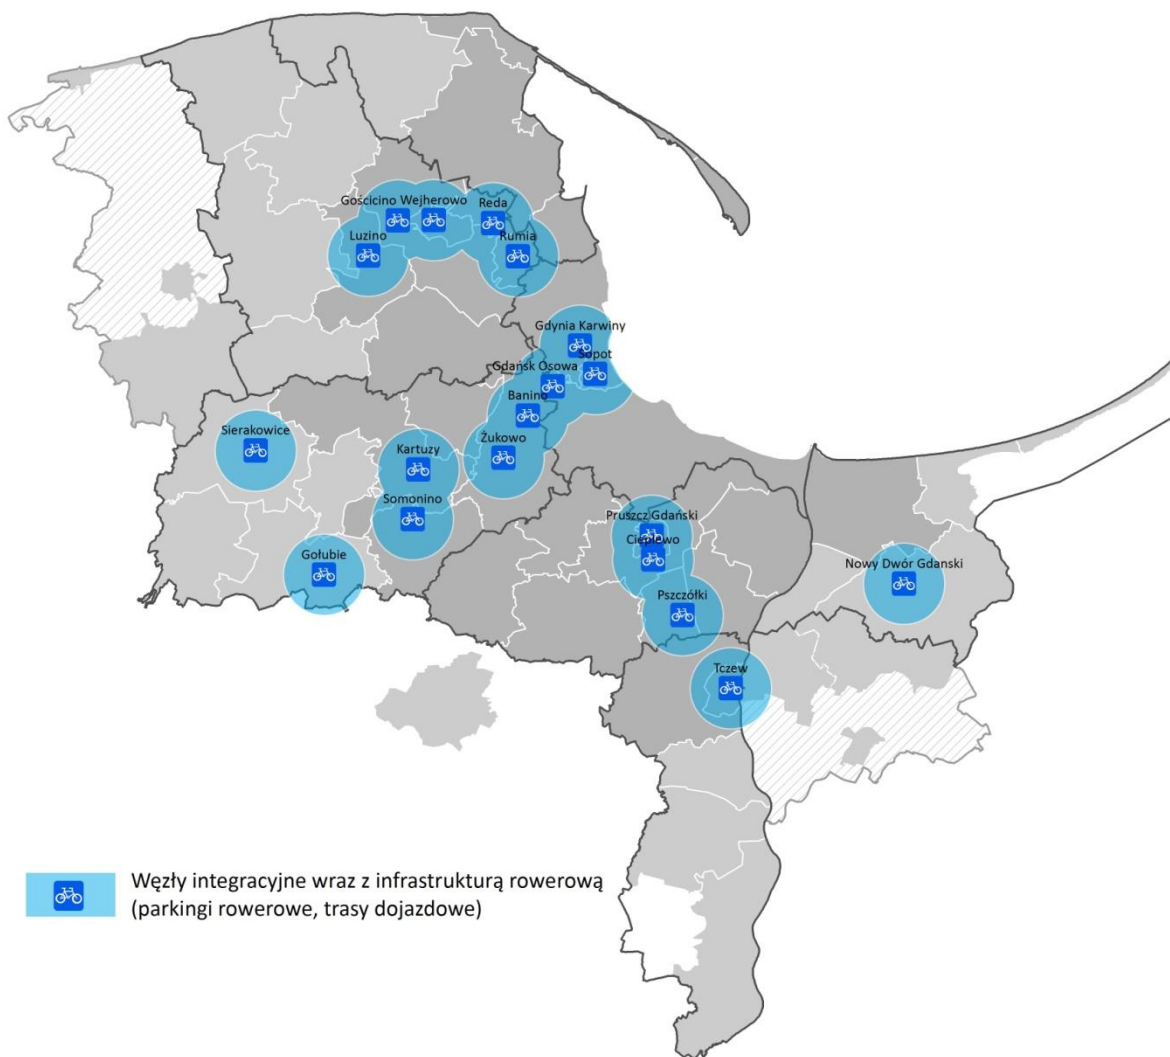 Gościcino Wejherowo
Reda
Luzino
Rumia
Gdynia Karwiny
Sopot
Gdańsk Osowa
Banino
Sierakowice
Kartuzy
Żukowo
Somonino
Pruszcz Gdański
Cieplewo
Gołubie
Nowy Dwór Gdanski
Pszczółki
Tczew
Węzły integracyjne wraz z infrastrukturą rowerową
(parkingi rowerowe, trasy dojazdowe)